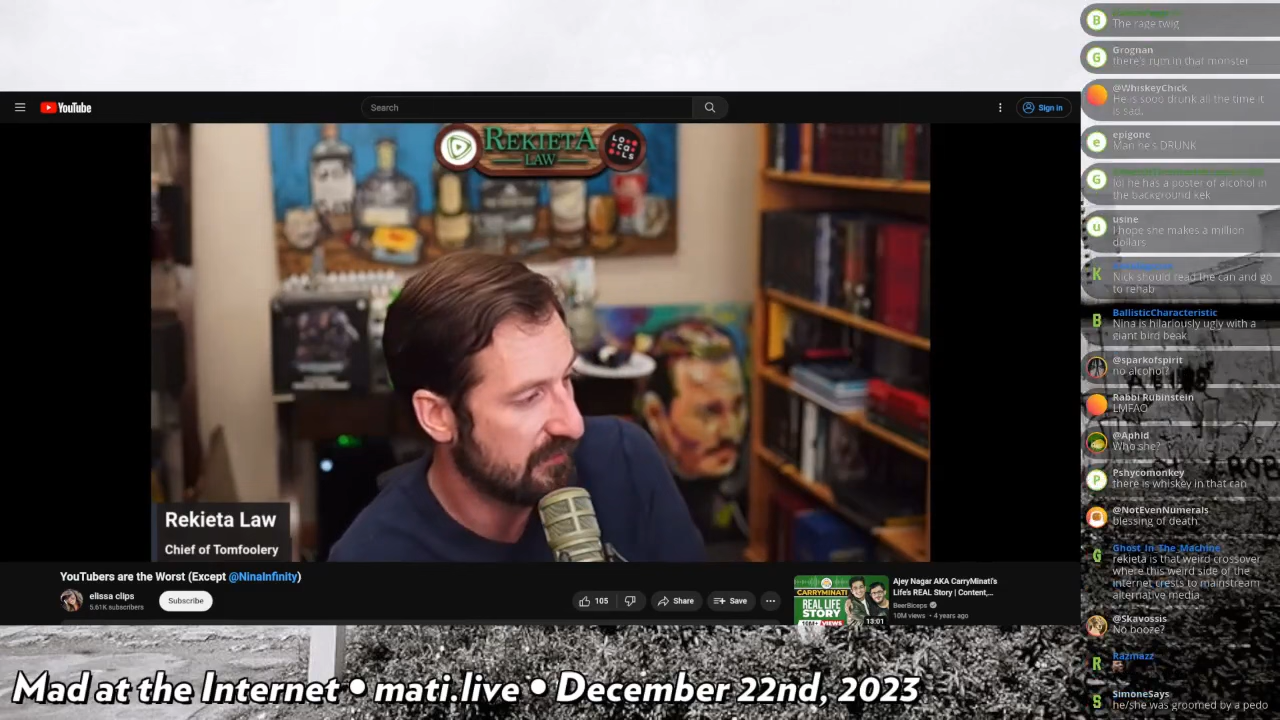 YouTube
Search
Sign in
REKIETA
LAW
LOCALS
Rekieta Law
Chief of Tomfoolery
YouTubers are the Worst (Except @NinaInfinity)
elissa clips
5.61K subscribers
Subscribe
105
Share
Save
CARRYMINATI
REAL LIFE
STORY
10M+ VIEWS
13:01
Ajey Nagar AKA CarryMinati's
Life's REAL Story | Content,...
BeerBiceps
10M views • 4 years ago
Mad at the Internet • mati.live • December 22nd, 2023
B
The rage twig
G
Grognan
there's rum in that monster
@WhiskeyChick
He is sooo drunk all the time it
is sad.
e
epigone
Man he's DRUNK
G
lol he has a poster of alcohol in
the background kek
u
usine
I hope she makes a million
dollars
K
Nick should read the can and go
to rehab
B
BallisticCharacteristic
Nina is hilariously ugly with a
giant bird beak
@sparkofspirit
no alcohol?
Rabbi Rubinstein
LMFAO
@Aphid
Who she?
P
Pshycomonkey
there is whiskey in that can
@NotEvenNumerals
blessing of death
G
Ghost_In_The_Machine_
rekieta is that weird crossover
where this weird side of the
internet crests to mainstream
alternative media
@Skavossis
No booze?
R
Razmazz
S
SimoneSays
he/she was groomed by a pedo